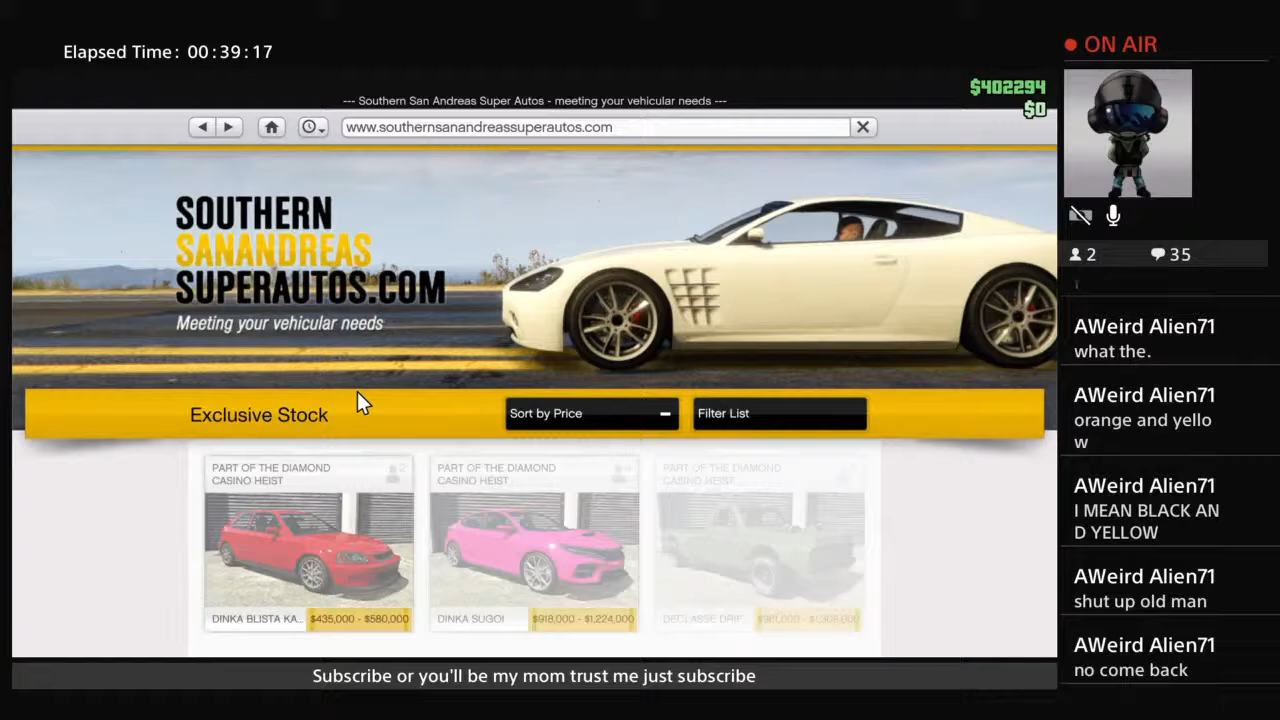 Elapsed Time: 00:39:17
ON AIR
$402294
$0
--- Southern San Andreas Super Autos - meeting your vehicular needs ---
www.southernsanandreassuperautos.com
SOUTHERN
SANANDREAS
SUPERAUTOS.COM
Meeting your vehicular needs
2 35
Exclusive Stock
Sort by Price
Filter List
PART OF THE DIAMOND
CASINO HEIST
DINKA BLISTA KA... $435,000 - $580,000
PART OF THE DIAMOND
CASINO HEIST
DINKA SUGOI $918,000 - $1,224,000
PART OF THE DIAMOND
CASINO HEIST
DECLASSE DRIF...
AWeird Alien71
what the.
AWeird Alien71
orange and yello
w
AWeird Alien71
I MEAN BLACK AN
D YELLOW
AWeird Alien71
shut up old man
AWeird Alien71
no come back
Subscribe or you'll be my mom trust me just subscribe